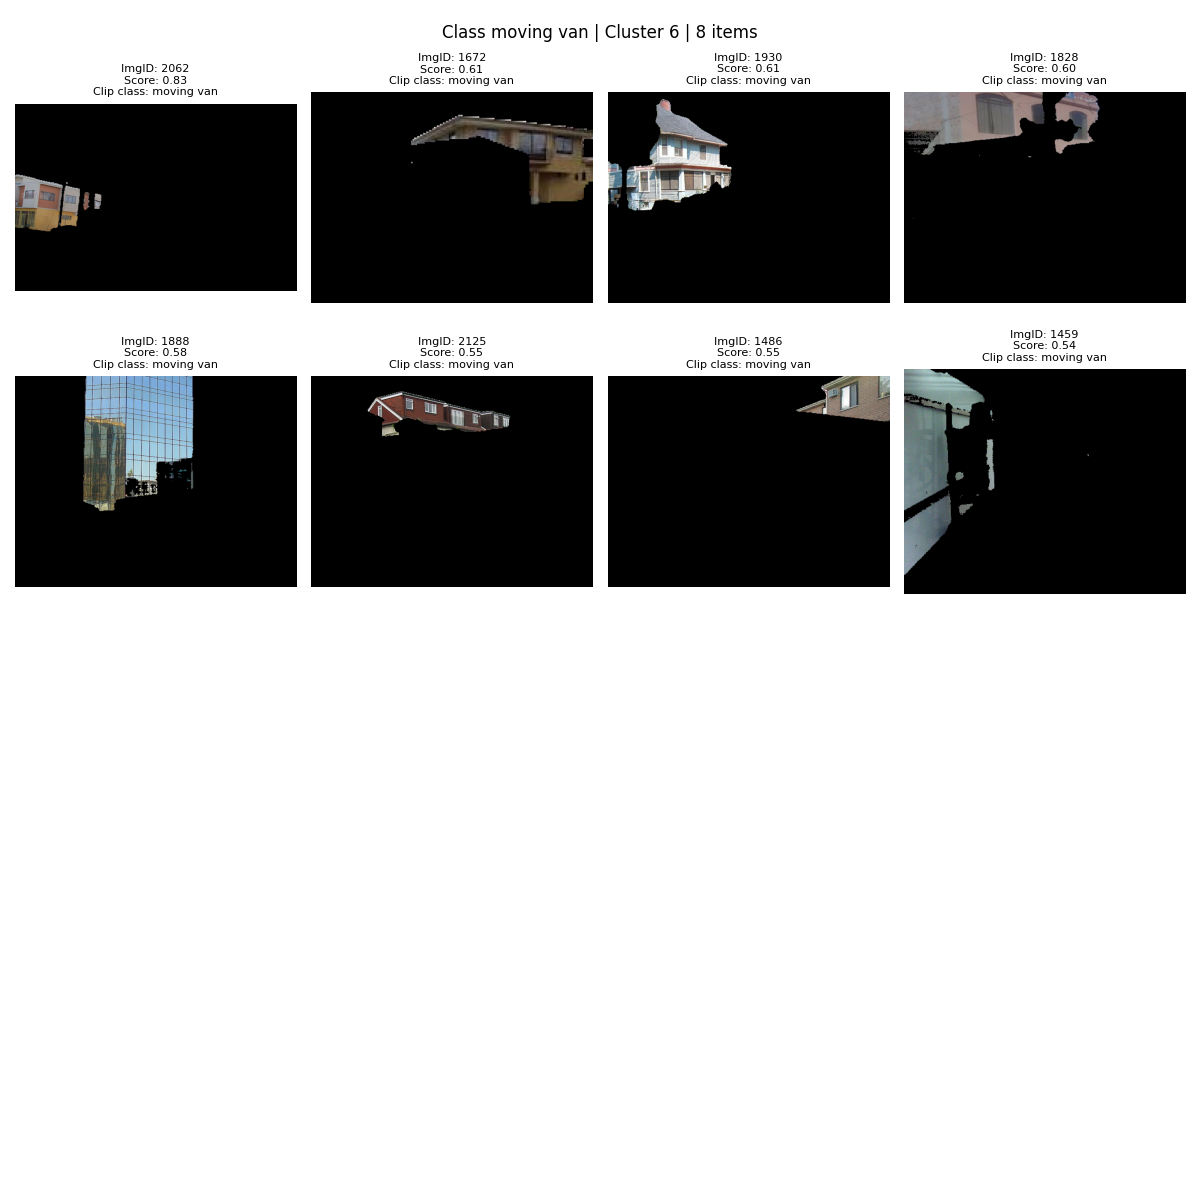 Class moving van | Cluster 6 | 8 items
ImgID: 2062
Score: 0.83
Clip class: moving van
ImgID: 1672
Score: 0.61
Clip class: moving van
ImgID: 1930
Score: 0.61
Clip class: moving van
ImgID: 1828
Score: 0.60
Clip class: moving van
ImgID: 1888
Score: 0.58
Clip class: moving van
ImgID: 2125
Score: 0.55
Clip class: moving van
ImgID: 1486
Score: 0.55
Clip class: moving van
ImgID: 1459
Score: 0.54
Clip class: moving van